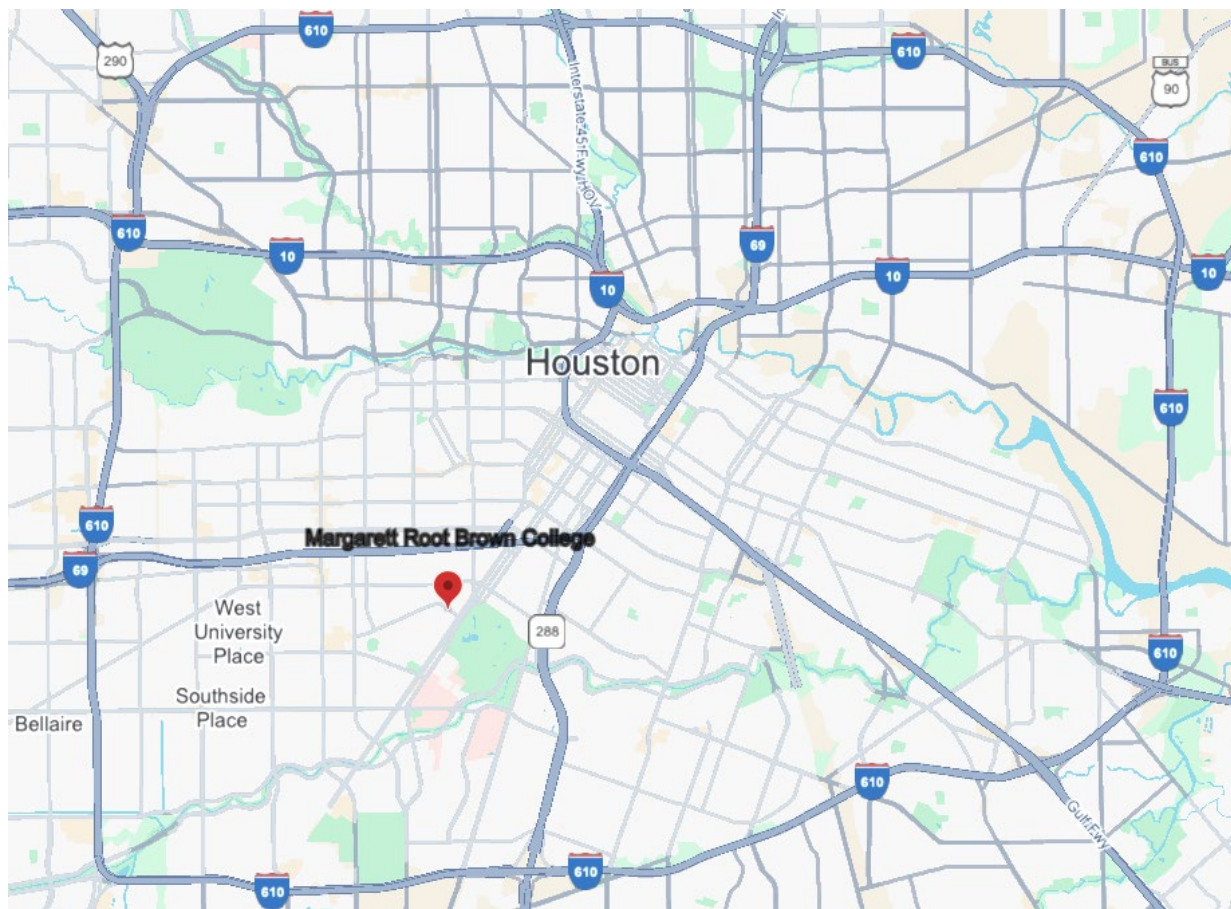 610
610
290
BUS
90
Interstate 45 Fwy HOV
610
610
69
10
10
10
10
Houston
610
610
Margarett Root Brown College
69
West
University
Place
288
610
Southside
Place
Bellaire
610
Gulf Fwy
610
610